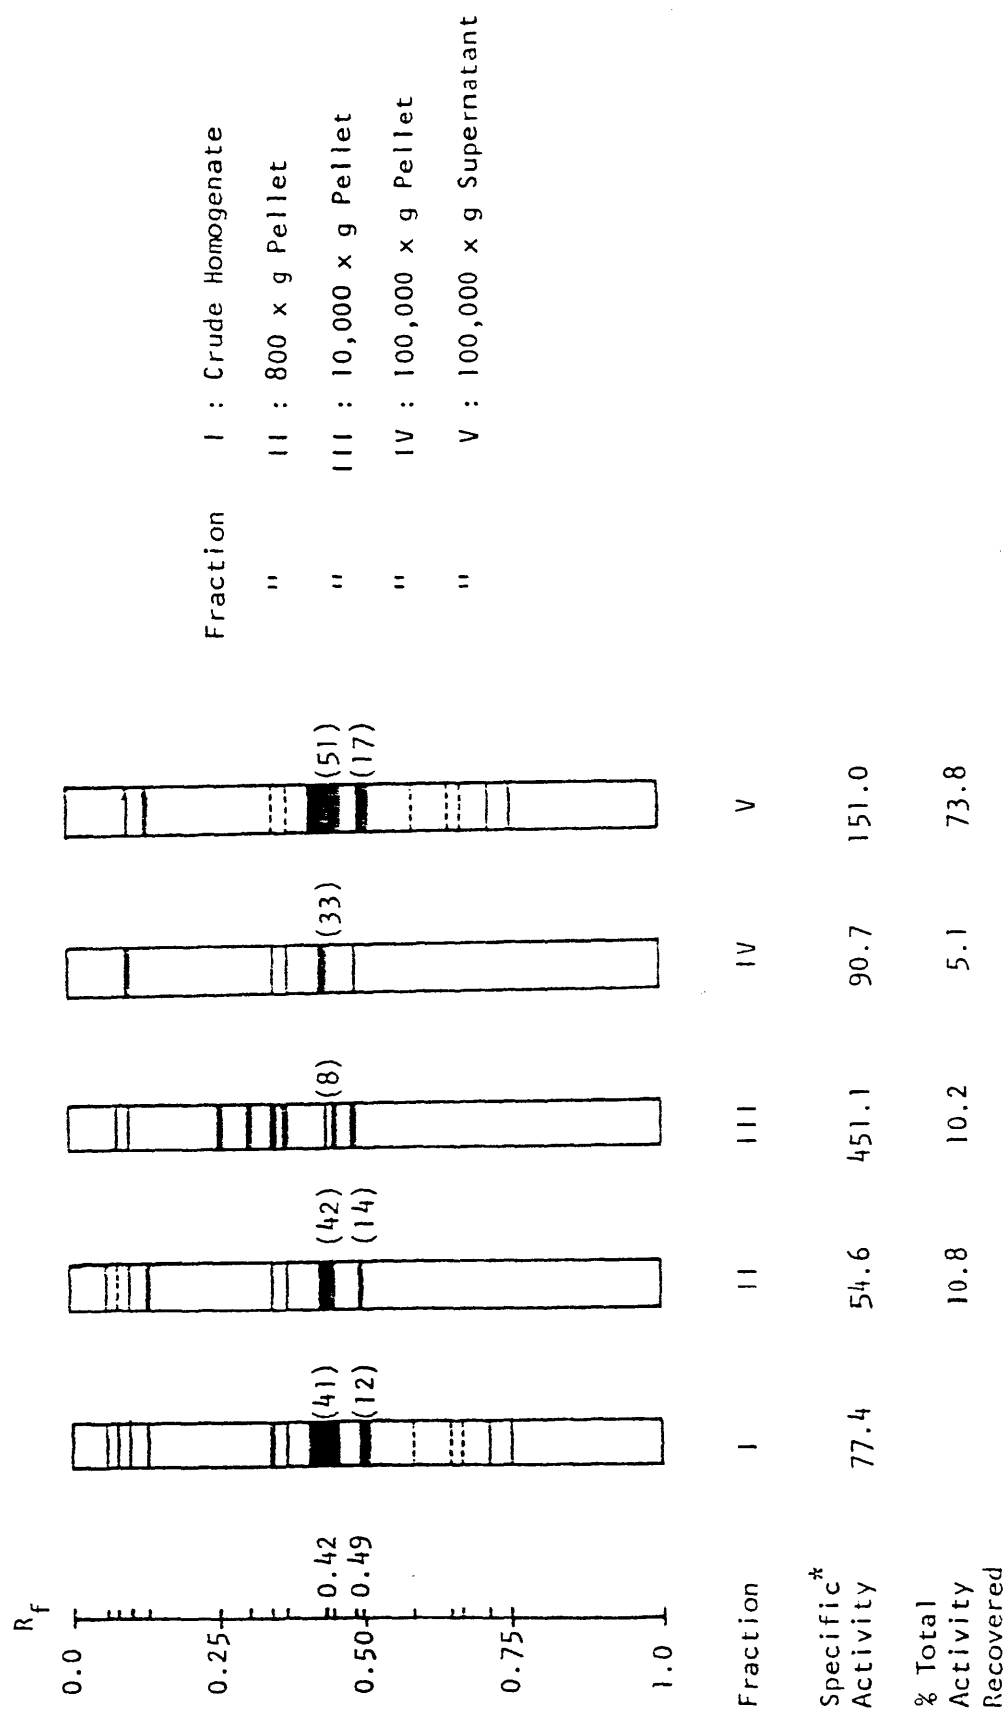 R_f
0.0
0.25
0.42
0.49
0.50
0.75
1.0
(41)
(12)
(42)
(14)
(8)
(33)
(51)
(17)
Fraction I II III IV V
Specific* Activity 77.4 54.6 451.1 90.7 151.0
% Total Activity Recovered 10.8 10.2 5.1 73.8
Fraction I : Crude Homogenate
" II : 800 x g Pellet
" III : 10,000 x g Pellet
" IV : 100,000 x g Pellet
" V : 100,000 x g Supernatant